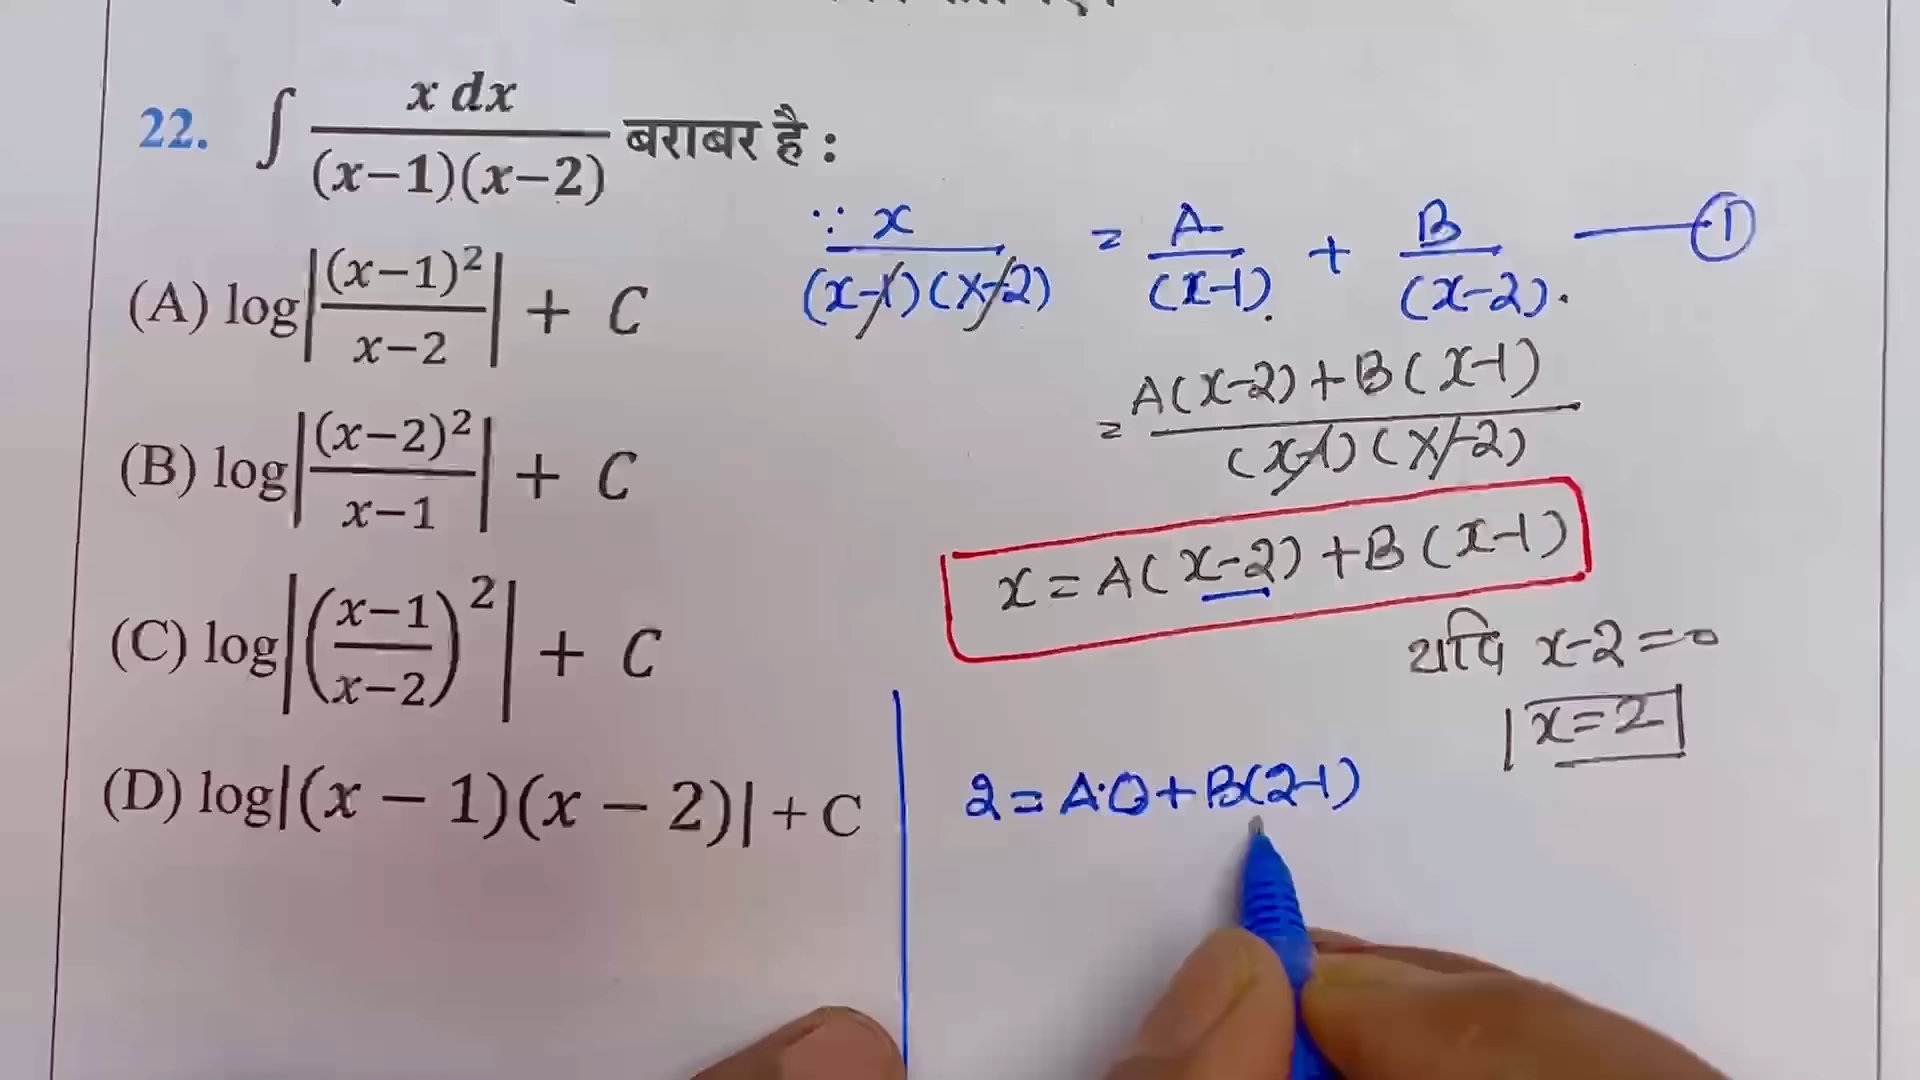 22. ∫ x dx / (x−1)(x−2) बराबर है :
(A) log|(x−1)² / x−2| + C
(B) log|(x−2)² / x−1| + C
(C) log|(x−1 / x−2)²| + C
(D) log|(x − 1)(x − 2)| + C
∵ x / (x-1)(x-2) = A / (x-1) + B / (x-2). — ①
= A(x-2)+B(x-1) / (x-1)(x-2)
x = A(x-2)+B(x-1)
यदि x-2=0
x=2
2 = A·0+B(2-1)